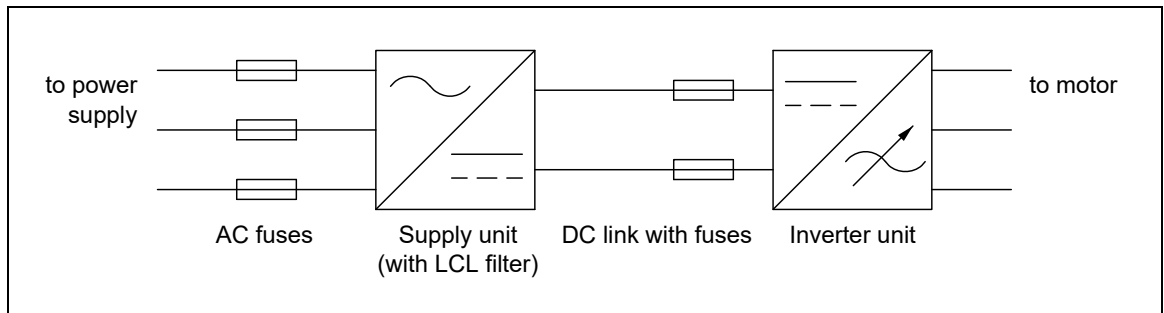 to power
supply
to motor
AC fuses
Supply unit
(with LCL filter)
DC link with fuses
Inverter unit